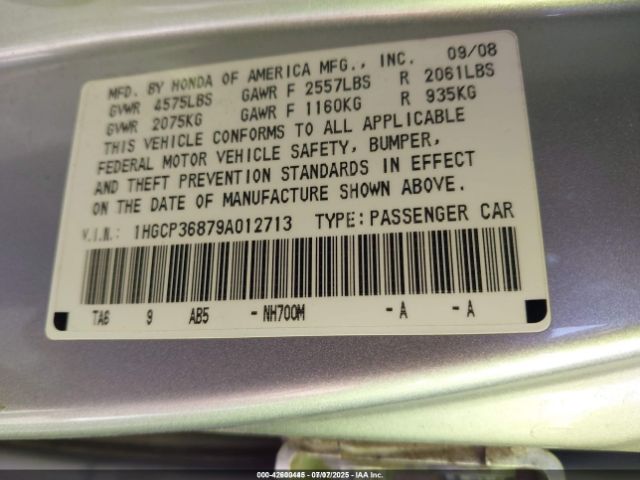 MFD. BY HONDA OF AMERICA MFG., INC. 09/08
GVWR 4575LBS GAWR F 2557LBS R 2061LBS
GVWR 2075KG GAWR F 1160KG R 935KG
THIS VEHICLE CONFORMS TO ALL APPLICABLE
FEDERAL MOTOR VEHICLE SAFETY, BUMPER,
AND THEFT PREVENTION STANDARDS IN EFFECT
ON THE DATE OF MANUFACTURE SHOWN ABOVE.
V.I.N.: 1HGCP36879A012713 TYPE: PASSENGER CAR
TA6 9 AB5 - NH700M - A - A
000-42609445 - 07/07/2025 - IAA Inc.